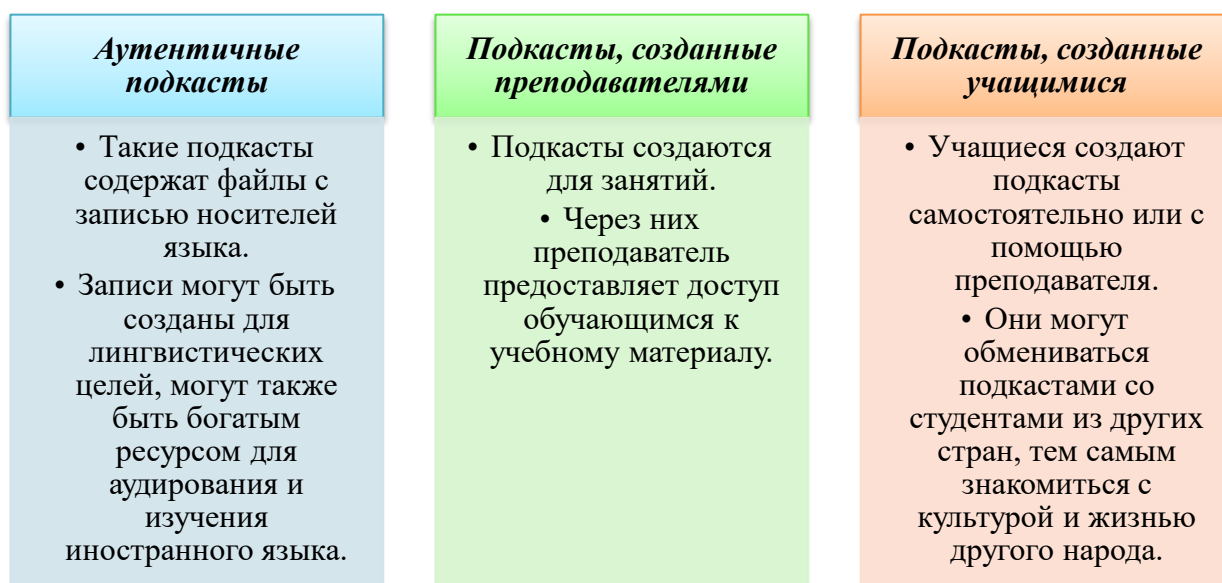 Аутентичные
подкасты
• Такие подкасты
содержат файлы с
записью носителей
языка.
• Записи могут быть
созданы для
лингвистических
целей, могут также
быть богатым
ресурсом для
аудирования и
изучения
иностранного языка.
Подкасты, созданные
преподавателями
• Подкасты создаются
для занятий.
• Через них
преподаватель
предоставляет доступ
обучающимся к
учебному материалу.
Подкасты, созданные
учащимися
• Учащиеся создают
подкасты
самостоятельно или с
помощью
преподавателя.
• Они могут
обмениваться
подкастами со
студентами из других
стран, тем самым
знакомиться с
культурой и жизнью
другого народа.